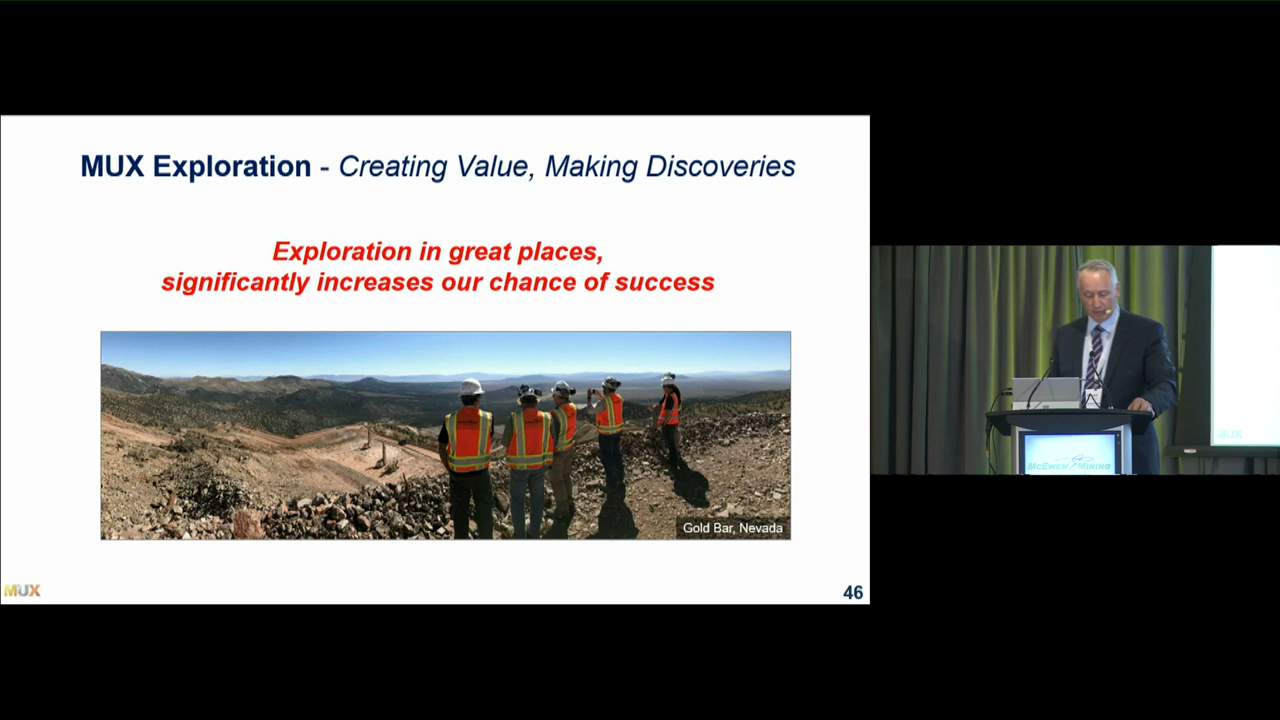 MUX Exploration - Creating Value, Making Discoveries
Exploration in great places,
significantly increases our chance of success
Gold Bar, Nevada
MUX
46
McEWEN MINING
MUX